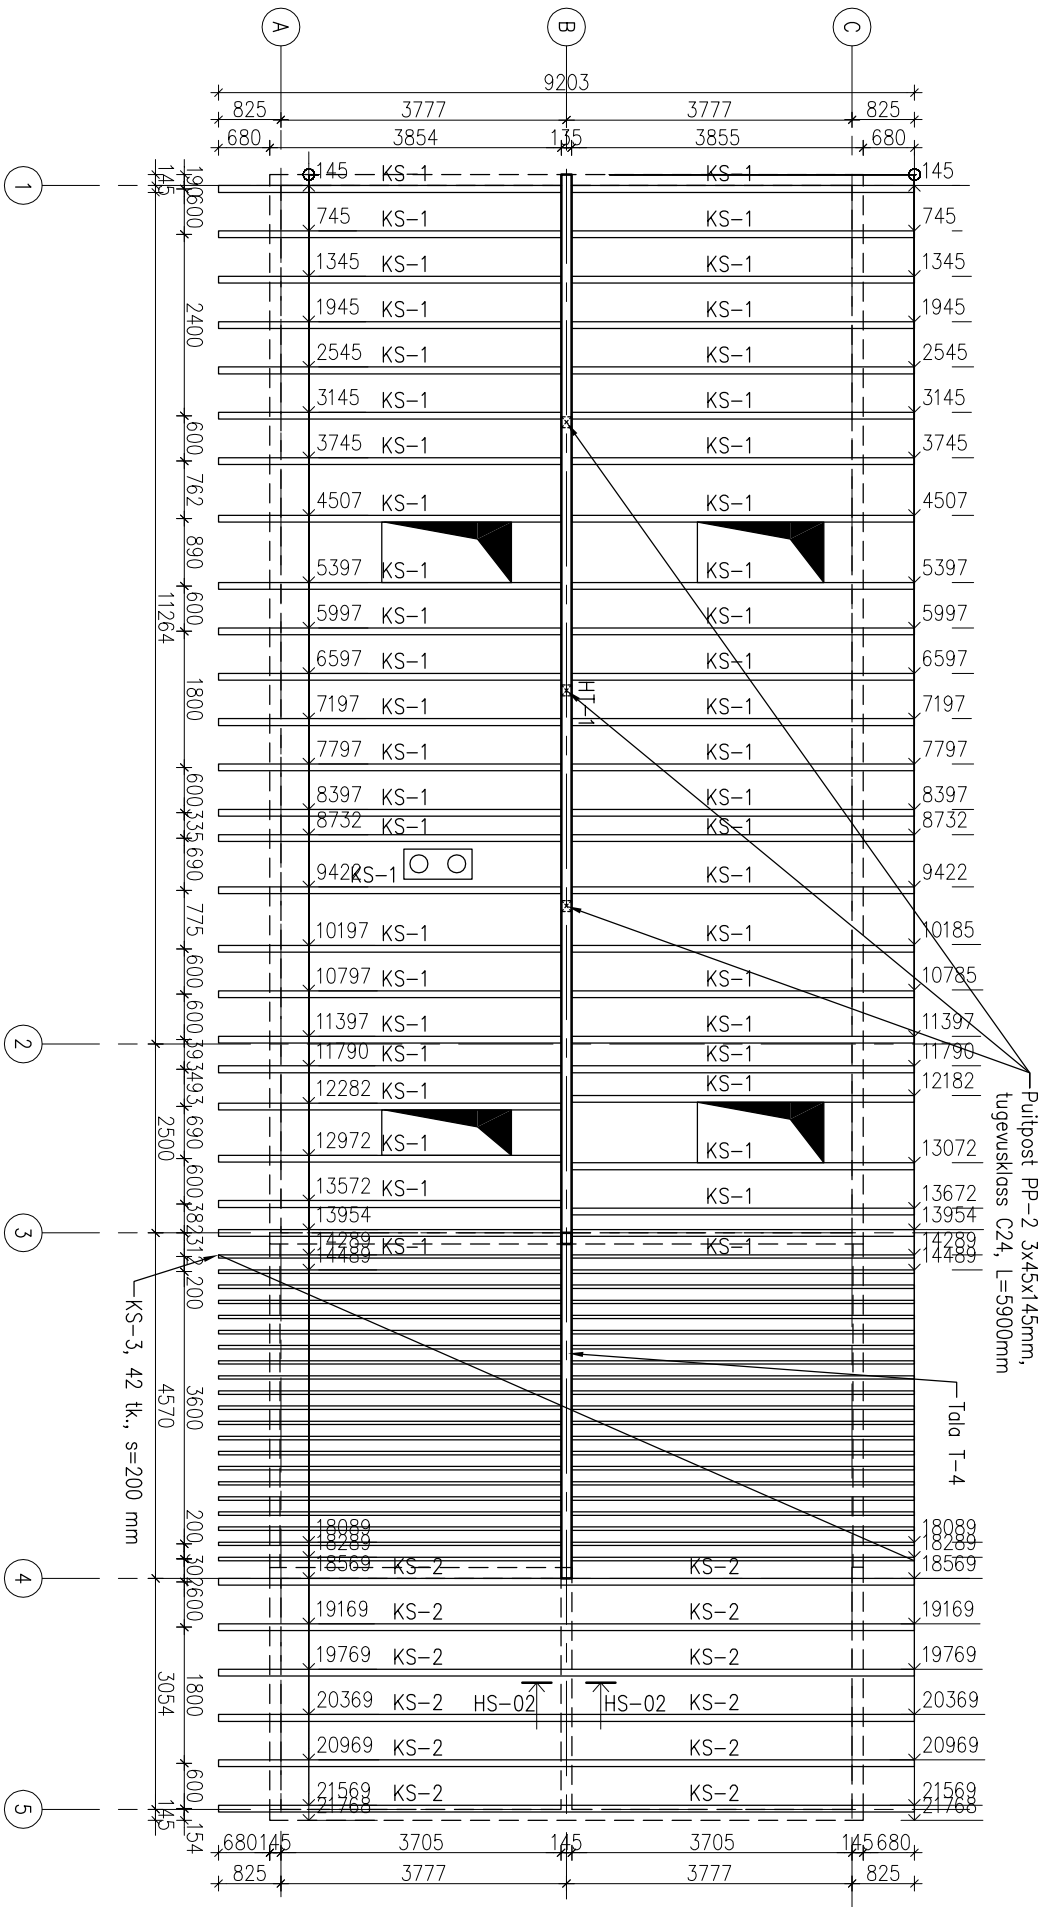 A
B
C
9203
825
3777
3777
825
680
3854
135
3855
680
1
2
3
4
5
145
190
600
2400
600
762
890
600
1800
600
335
690
775
600
600
393
493
690
600
382
312
200
3600
200
302
600
1800
600
154
11264
2500
4570
3054
145
145 KS-1 KS-1 145
745 KS-1 KS-1 745
1345 KS-1 KS-1 1345
1945 KS-1 KS-1 1945
2545 KS-1 KS-1 2545
3145 KS-1 KS-1 3145
3745 KS-1 KS-1 3745
4507 KS-1 KS-1 4507
5397 KS-1 KS-1 5397
5997 KS-1 KS-1 5997
6597 KS-1 KS-1 6597
HT-1
7197 KS-1 KS-1 7197
7797 KS-1 KS-1 7797
8397 KS-1 KS-1 8397
8732 KS-1 KS-1 8732
9422 KS-1 KS-1 9422
10197 KS-1 KS-1 10185
10797 KS-1 KS-1 10785
11397 KS-1 KS-1 11397
11790 KS-1 KS-1 11790
12282 KS-1 KS-1 12182
12972 KS-1 KS-1 13072
13572 KS-1 KS-1 13672
13954 13954
14289 KS-1 KS-1 14289
14489 14489
Puitpost PP-2 3x45x145mm,
tugevusklass C24, L=5900mm
Tala T-4
KS-3, 42 tk., s=200 mm
18089 18089
18289 18289
18569 KS-2 KS-2 18569
19169 KS-2 KS-2 19169
19769 KS-2 KS-2 19769
HS-02 HS-02
20369 KS-2 KS-2 20369
20969 KS-2 KS-2 20969
21569 KS-2 KS-2 21569
21768 21768
680 145 3705 145 3705 145 680
825 3777 3777 825